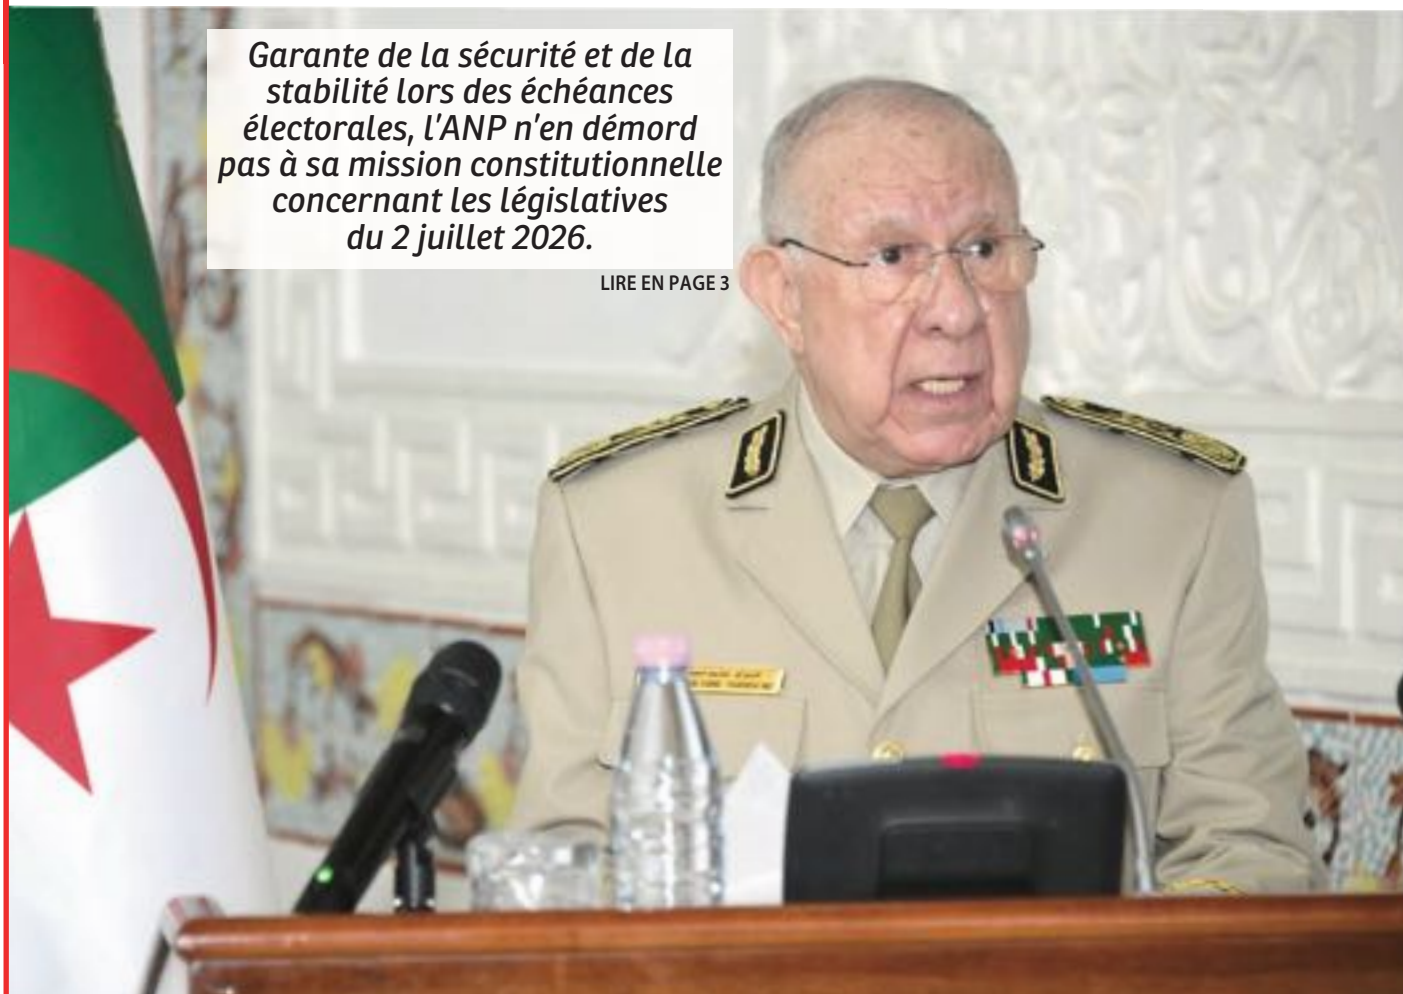 Garante de la sécurité et de la
stabilité lors des échéances
électorales, l'ANP n'en démord
pas à sa mission constitutionnelle
concernant les législatives
du 2 juillet 2026.
LIRE EN PAGE 3